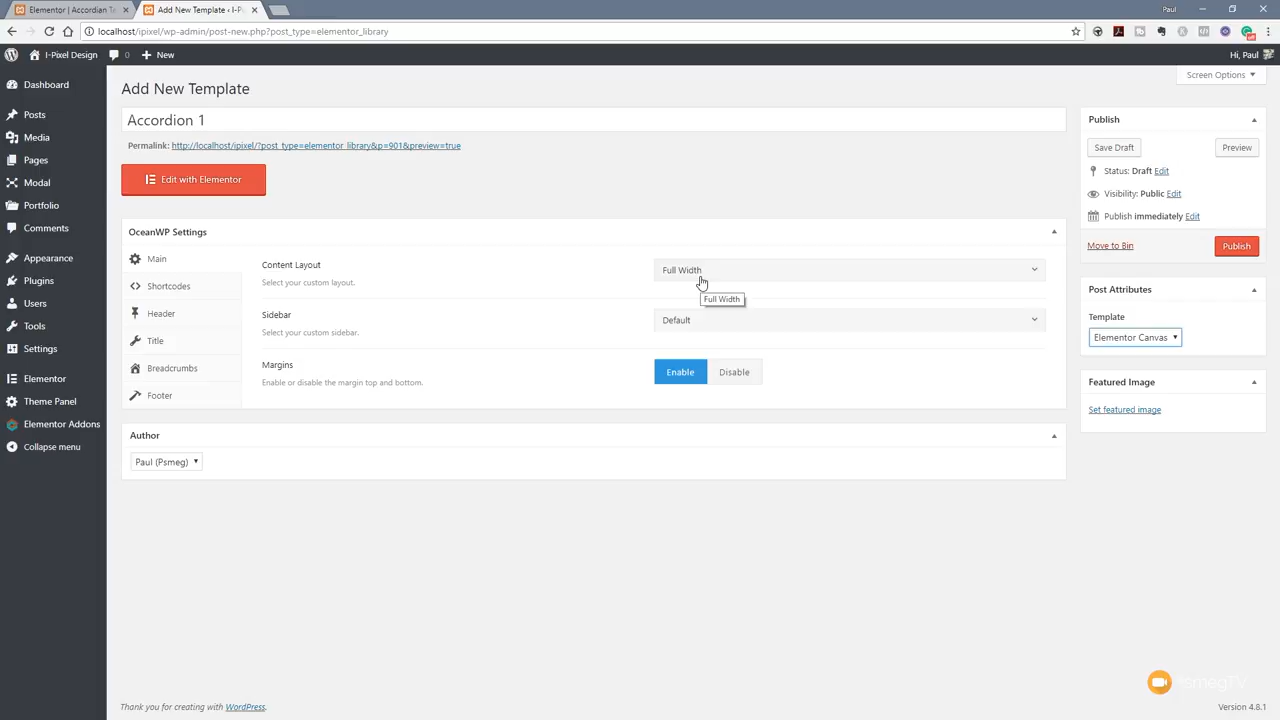 Elementor | Accordian Ta
Add New Template ‹ I-Pi
Paul
localhost/ipixel/wp-admin/post-new.php?post_type=elementor_library
I-Pixel Design
0
New
Hi, Paul
Screen Options
Dashboard
Posts
Media
Pages
Modal
Portfolio
Comments
Appearance
Plugins
Users
Tools
Settings
Elementor
Theme Panel
Elementor Addons
Collapse menu
Add New Template
Accordion 1
Permalink: http://localhost/ipixel/?post_type=elementor_library&p=901&preview=true
Edit with Elementor
OceanWP Settings
Main
Shortcodes
Header
Title
Breadcrumbs
Footer
Content Layout
Select your custom layout.
Full Width
Full Width
Sidebar
Select your custom sidebar.
Default
Margins
Enable or disable the margin top and bottom.
Enable
Disable
Author
Paul (Psmeg)
Publish
Save Draft
Preview
Status: Draft Edit
Visibility: Public Edit
Publish immediately Edit
Move to Bin
Publish
Post Attributes
Template
Elementor Canvas
Featured Image
Set featured image
PsmegTV
Thank you for creating with WordPress.
Version 4.8.1